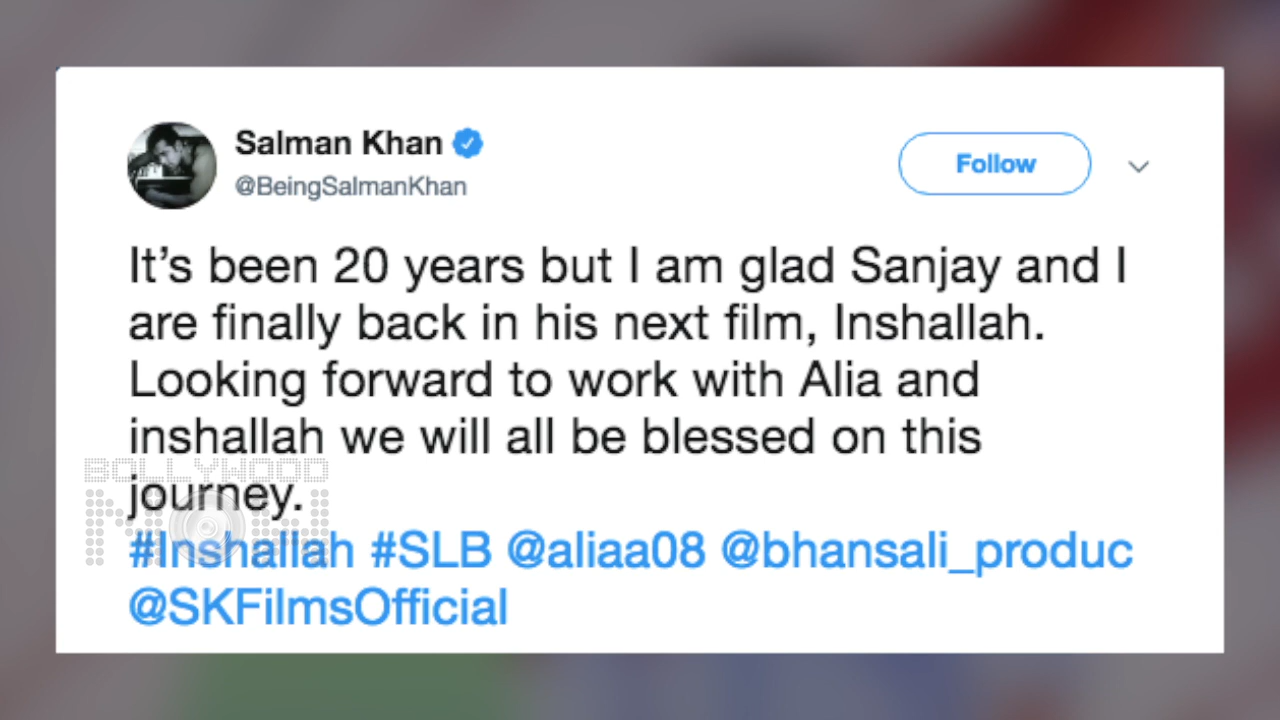 Salman Khan
@BeingSalmanKhan
Follow
It's been 20 years but I am glad Sanjay and I
are finally back in his next film, Inshallah.
Looking forward to work with Alia and
inshallah we will all be blessed on this
journey.
#Inshallah #SLB @aliaa08 @bhansali_produc
@SKFilmsOfficial
BOLLYWOOD
NOW